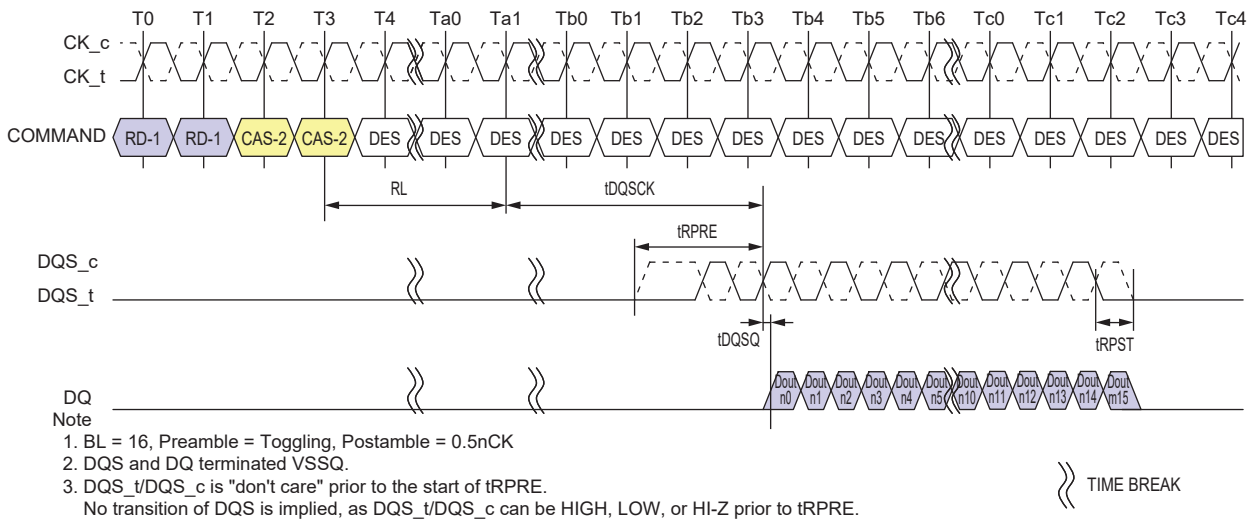 T0 T1 T2 T3 T4 Ta0 Ta1 Tb0 Tb1 Tb2 Tb3 Tb4 Tb5 Tb6 Tc0 Tc1 Tc2 Tc3 Tc4
CK_c
CK_t
COMMAND RD-1 RD-1 CAS-2 CAS-2 DES DES DES DES DES DES DES DES DES DES DES DES DES DES DES
RL tDQSCK
tRPRE
DQS_c
DQS_t
tDQSQ tRPST
DQ Dout n0 Dout n1 Dout n2 Dout n3 Dout n4 Dout n5 Dout n10 Dout n11 Dout n12 Dout n13 Dout n14 Dout m15
Note
1. BL = 16, Preamble = Toggling, Postamble = 0.5nCK
2. DQS and DQ terminated VSSQ.
3. DQS_t/DQS_c is "don't care" prior to the start of tRPRE.
No transition of DQS is implied, as DQS_t/DQS_c can be HIGH, LOW, or HI-Z prior to tRPRE.
TIME BREAK